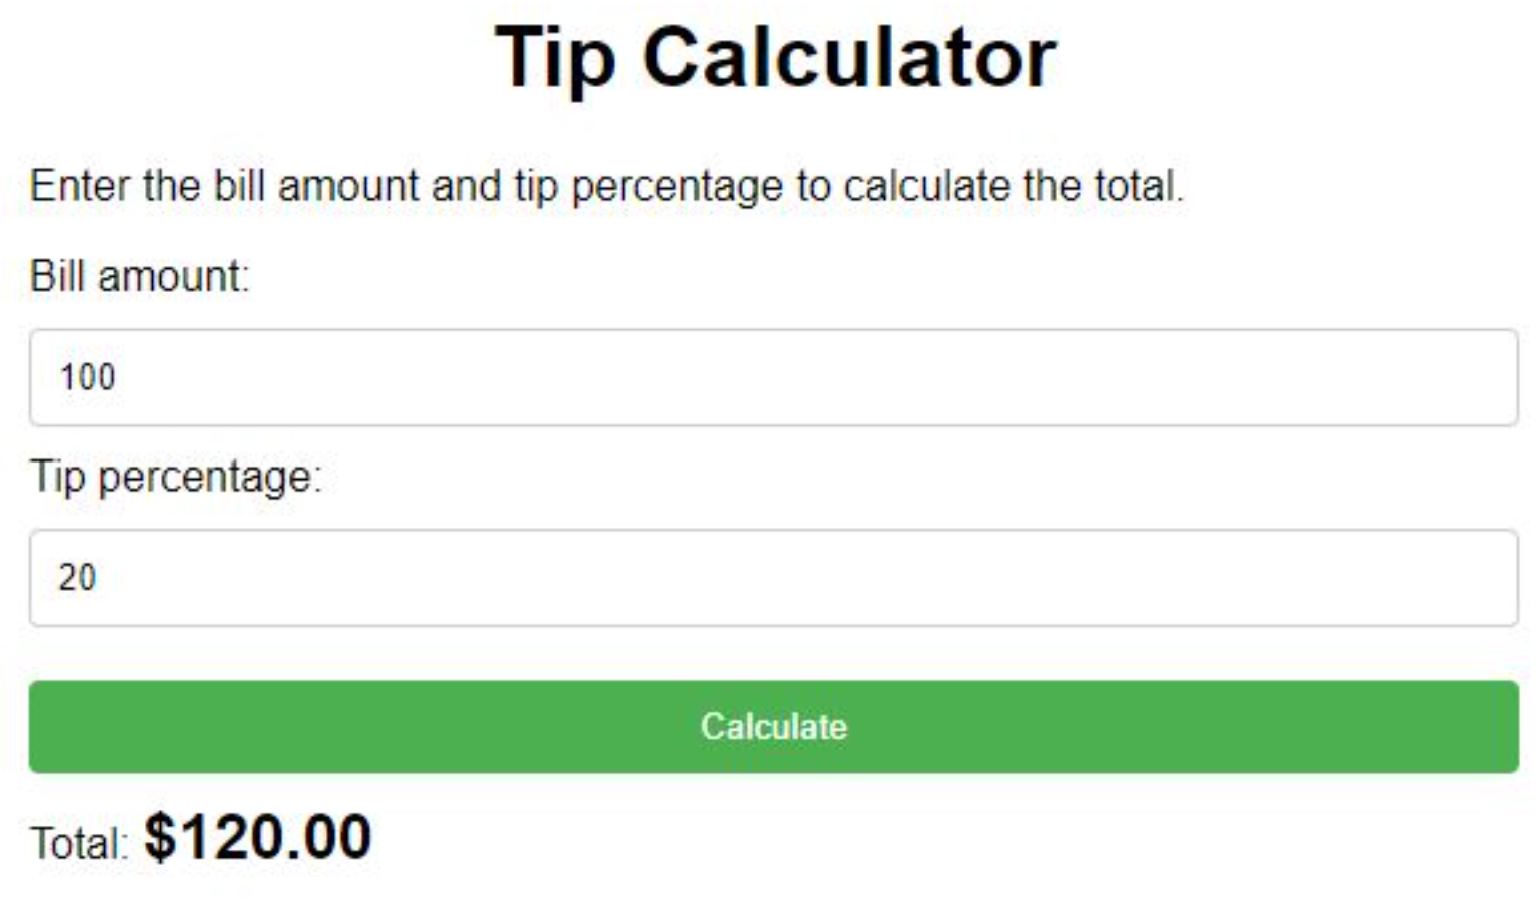 Tip Calculator
Enter the bill amount and tip percentage to calculate the total.
Bill amount:
100
Tip percentage:
20
Calculate
Total: $120.00